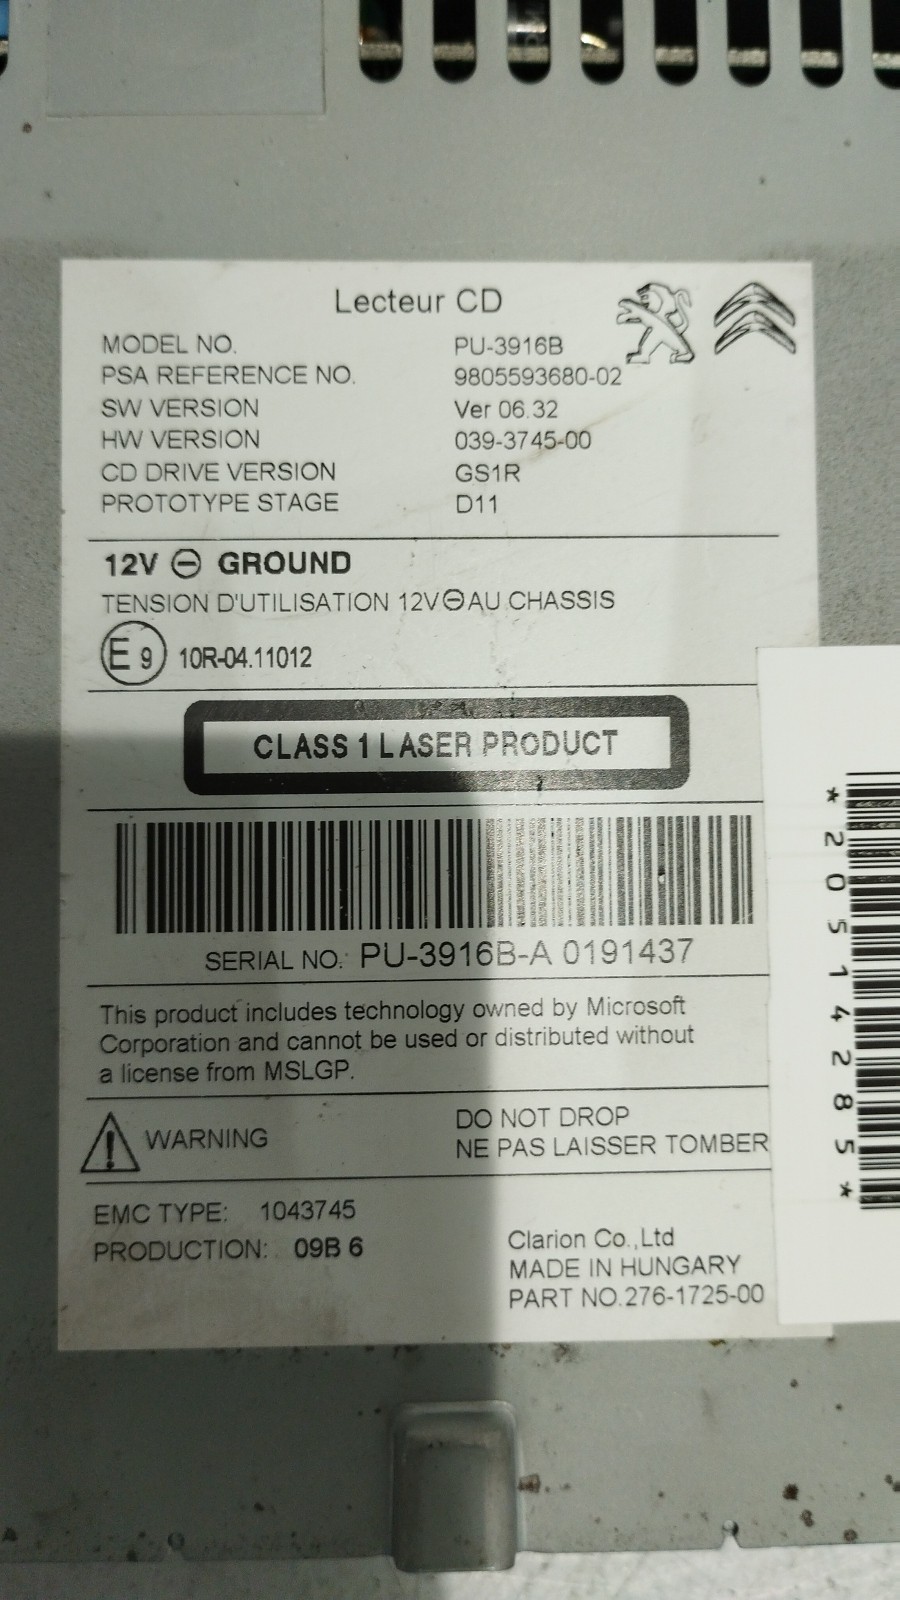 Lecteur CD
MODEL NO. PU-3916B
PSA REFERENCE NO. 9805593680-02
SW VERSION Ver 06.32
HW VERSION 039-3745-00
CD DRIVE VERSION GS1R
PROTOTYPE STAGE D11
12V ⊖ GROUND
TENSION D'UTILISATION 12V⊖AU CHASSIS
E9 10R-04.11012
CLASS 1 LASER PRODUCT
SERIAL NO. PU-3916B-A 0191437
This product includes technology owned by Microsoft
Corporation and cannot be used or distributed without
a license from MSLGP.
WARNING
DO NOT DROP
NE PAS LAISSER TOMBER
EMC TYPE: 1043745
PRODUCTION: 09B 6
Clarion Co.,Ltd
MADE IN HUNGARY
PART NO.276-1725-00
*20514285*